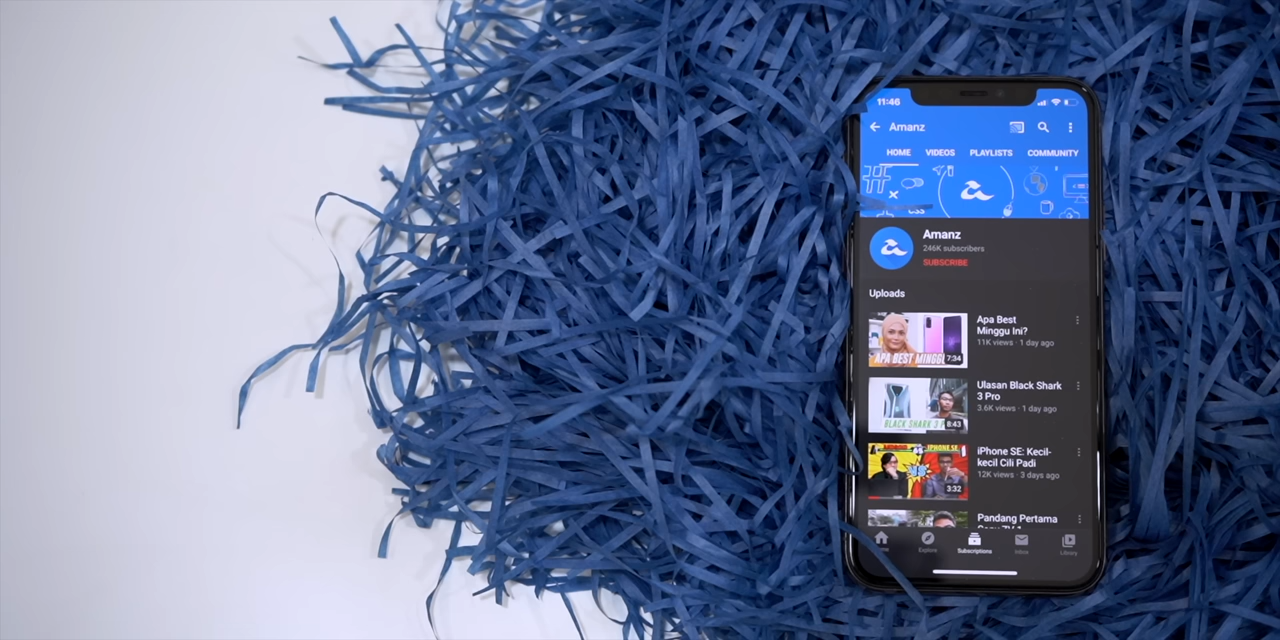 11:46
Amanz
HOME VIDEOS PLAYLISTS COMMUNITY
Amanz
246K subscribers
SUBSCRIBE
Uploads
APA BEST MINGGU
7:34
Apa Best
Minggu Ini?
11K views · 1 day ago
BLACK SHARK 3 P
8:43
Ulasan Black Shark
3 Pro
3.6K views · 1 day ago
IPHONE SE
3:32
iPhone SE: Kecil-
kecil Cili Padi
12K views · 3 days ago
Pandang Pertama
Explore
Subscriptions
Inbox
Library